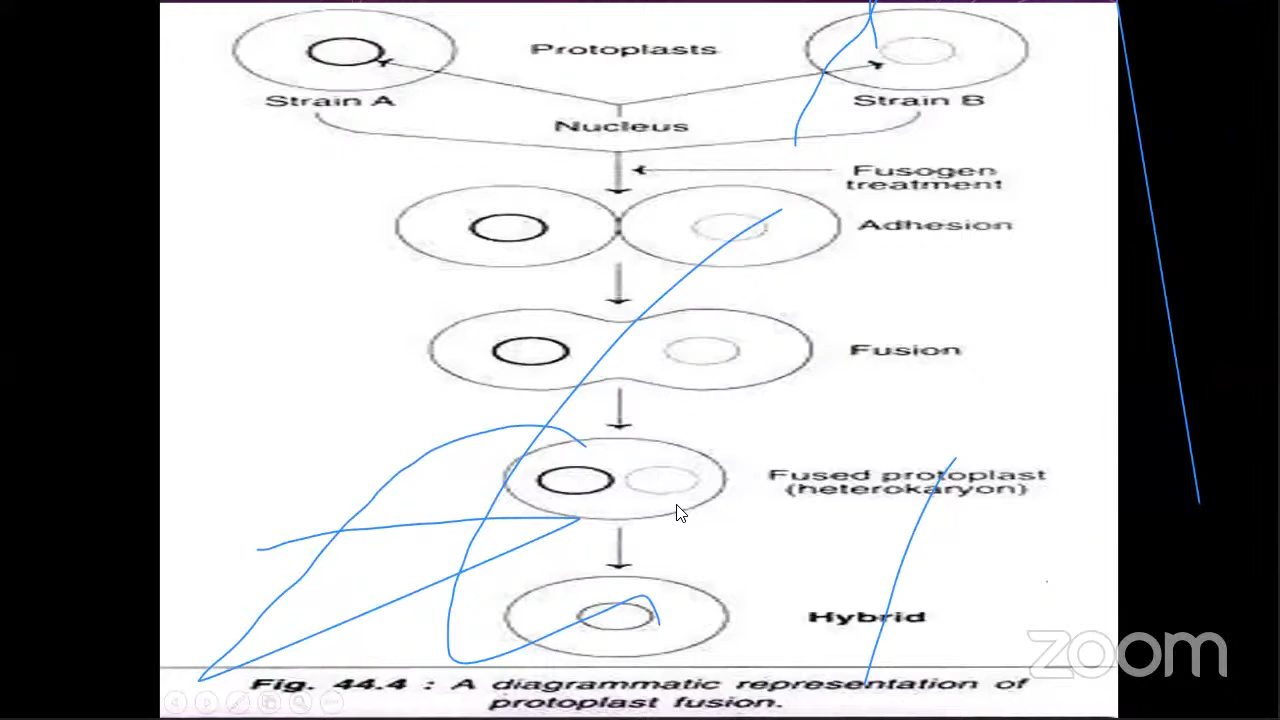 Protoplasts
Strain A
Strain B
Nucleus
Fusogen
treatment
Adhesion
Fusion
Fused protoplast
(heterokaryon)
Hybrid
zoom
Fig. 44.4 : A diagrammatic representation of
protoplast fusion.